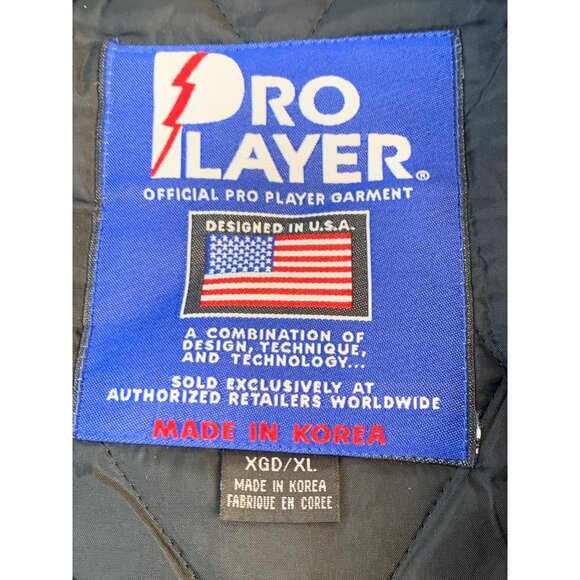 PRO
PLAYER®
OFFICIAL PRO PLAYER GARMENT
DESIGNED IN U.S.A.
A COMBINATION OF
DESIGN, TECHNIQUE,
AND TECHNOLOGY...
SOLD EXCLUSIVELY AT
AUTHORIZED RETAILERS WORLDWIDE
MADE IN KOREA
XGD/XL
MADE IN KOREA
FABRIQUE EN COREE